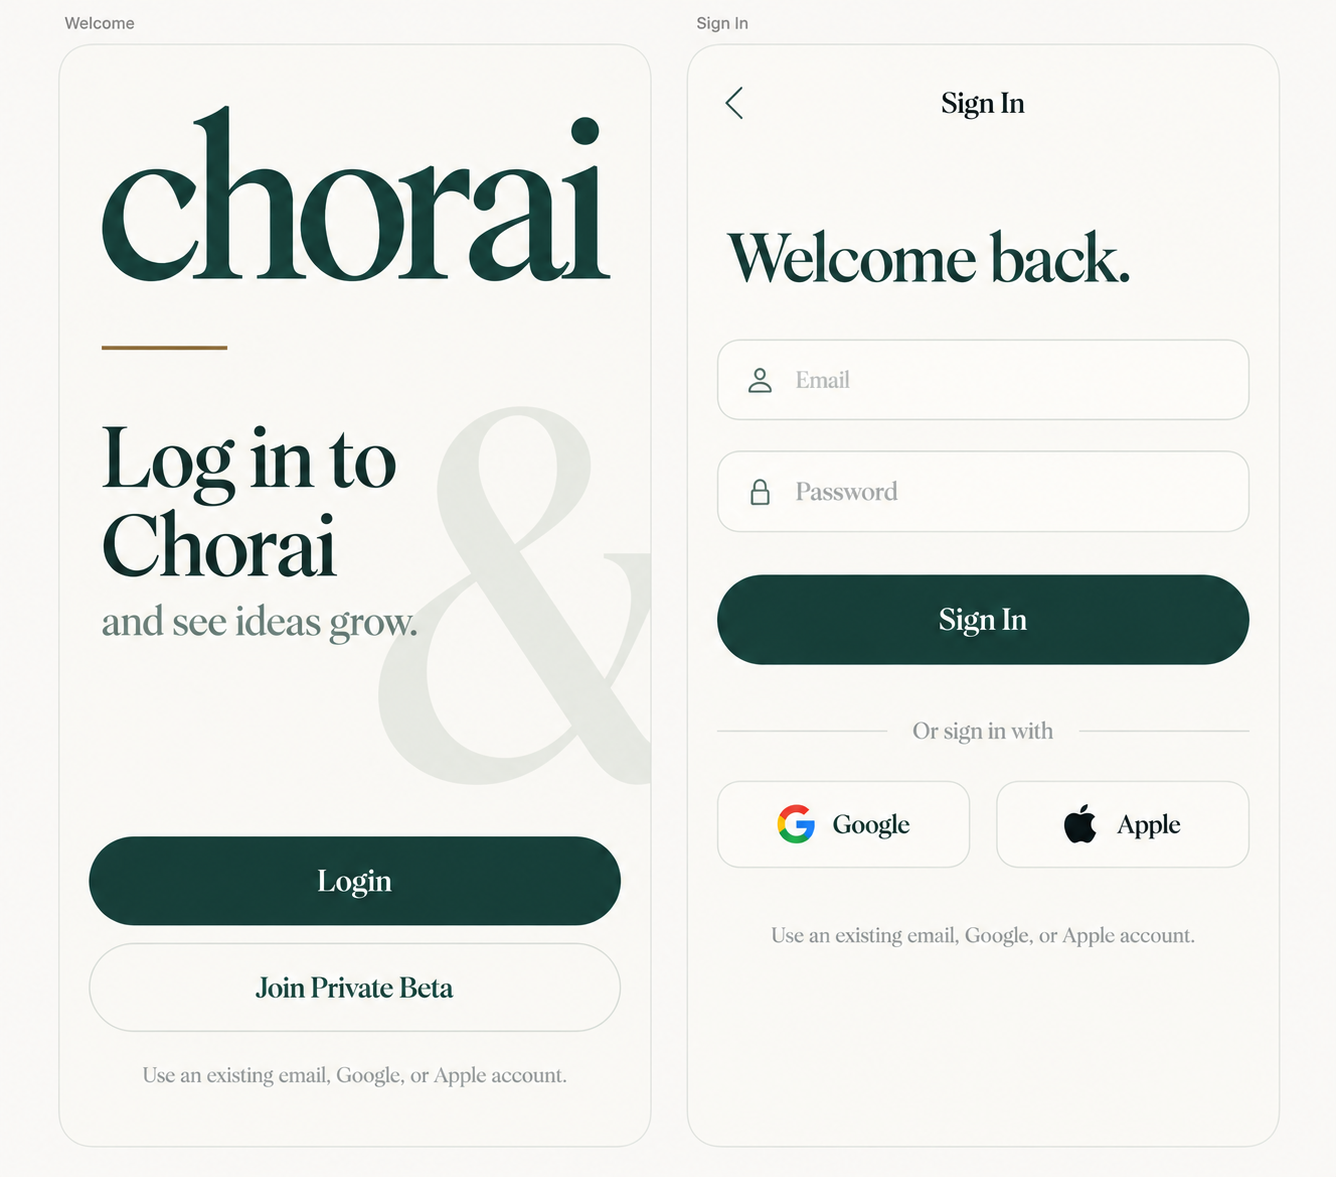 Welcome
chorai
Log in to
Chorai
and see ideas grow.
&
Login
Join Private Beta
Use an existing email, Google, or Apple account.
Sign In
Sign In
Welcome back.
Email
Password
Sign In
Or sign in with
Google
Apple
Use an existing email, Google, or Apple account.